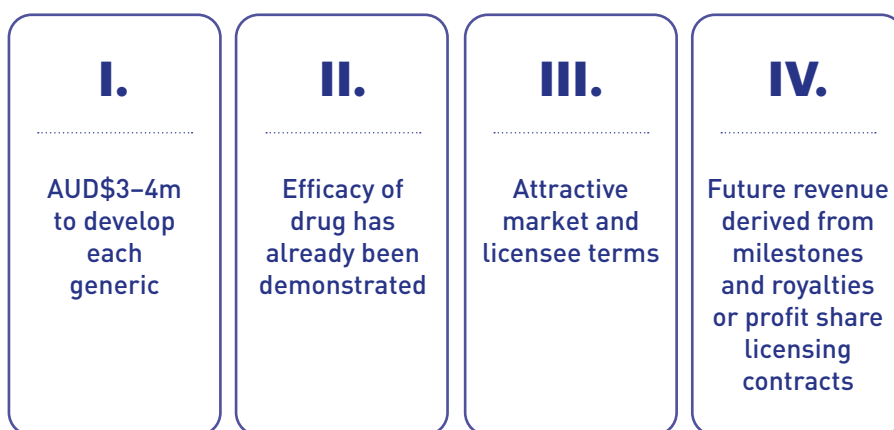 I.
AUD$3–4m
to develop
each
generic
II.
Efficacy of
drug has
already been
demonstrated
III.
Attractive
market and
licensee terms
IV.
Future revenue
derived from
milestones
and royalties
or profit share
licensing
contracts